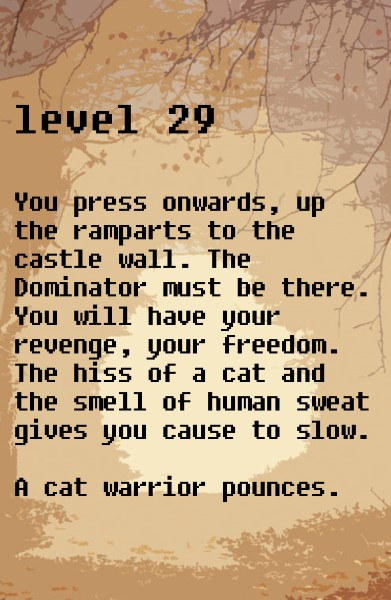 level 29
You press onwards, up
the ramparts to the
castle wall. The
Dominator must be there.
You will have your
revenge, your freedom.
The hiss of a cat and
the smell of human sweat
gives you cause to slow.
A cat warrior pounces.